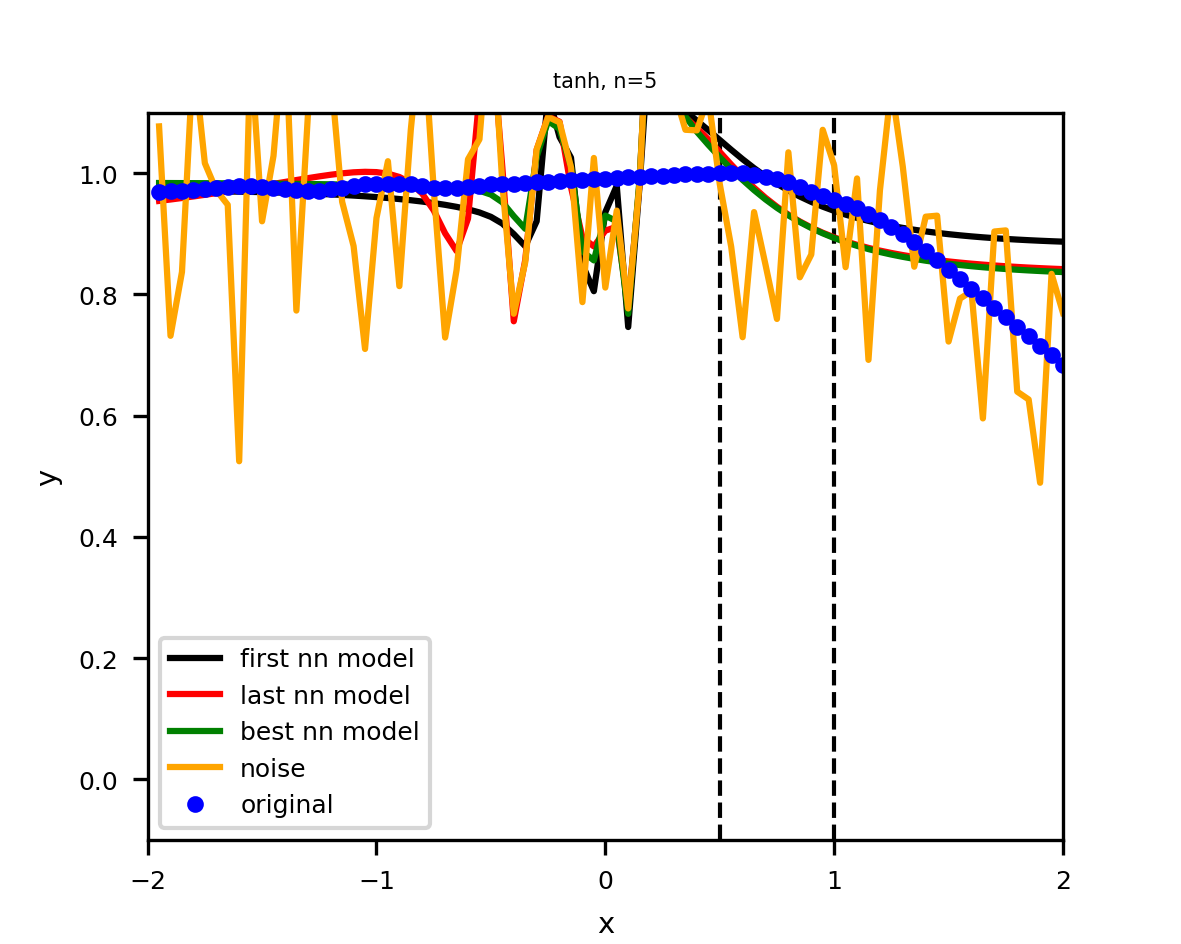 tanh, n=5
1.0
0.8
0.6
0.4
0.2
0.0
y
first nn model
last nn model
best nn model
noise
original
−2
−1
0
1
2
x